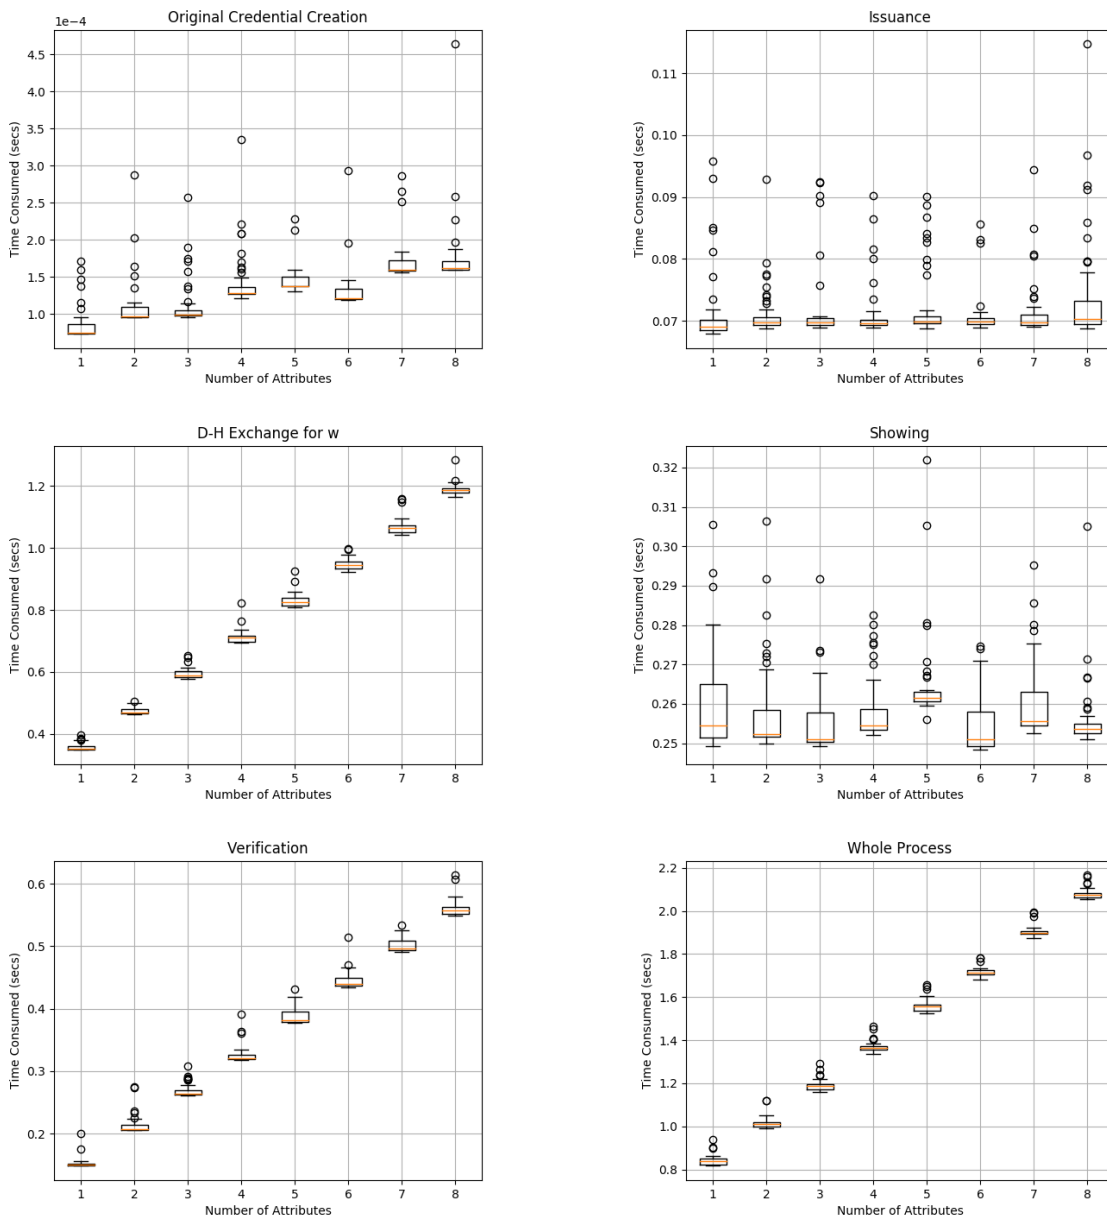 Original Credential Creation
1e−4
4.5
4.0
3.5
3.0
2.5
2.0
1.5
1.0
Time Consumed (secs)
1 2 3 4 5 6 7 8
Number of Attributes
Issuance
0.11
0.10
0.09
0.08
0.07
Time Consumed (secs)
1 2 3 4 5 6 7 8
Number of Attributes
D-H Exchange for w
1.2
1.0
0.8
0.6
0.4
Time Consumed (secs)
1 2 3 4 5 6 7 8
Number of Attributes
Showing
0.32
0.31
0.30
0.29
0.28
0.27
0.26
0.25
Time Consumed (secs)
1 2 3 4 5 6 7 8
Number of Attributes
Verification
0.6
0.5
0.4
0.3
0.2
Time Consumed (secs)
1 2 3 4 5 6 7 8
Number of Attributes
Whole Process
2.2
2.0
1.8
1.6
1.4
1.2
1.0
0.8
Time Consumed (secs)
1 2 3 4 5 6 7 8
Number of Attributes